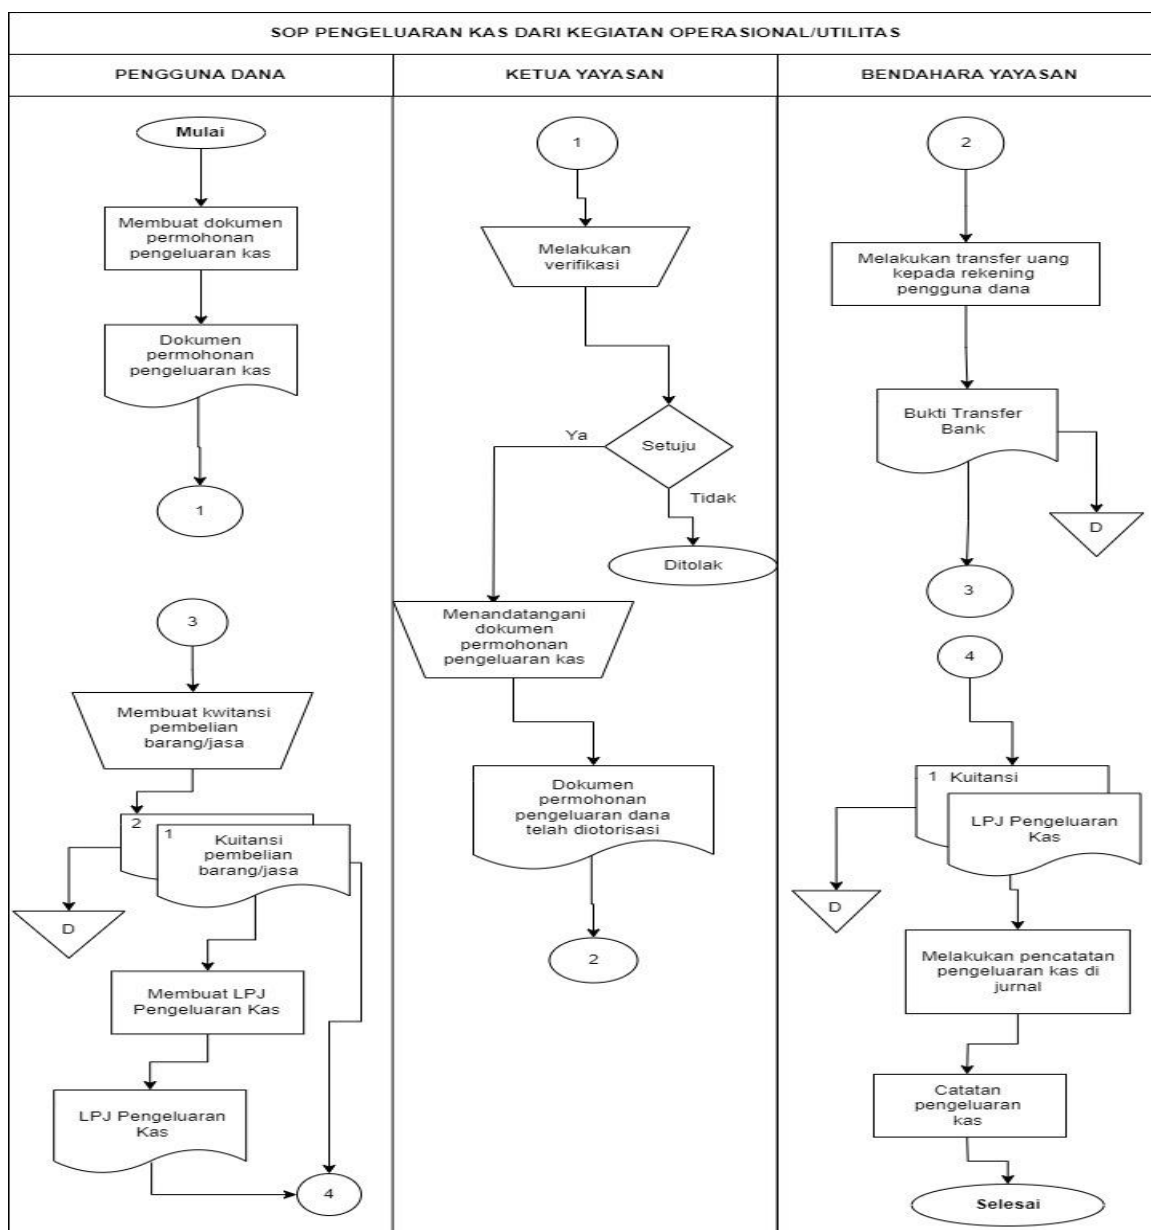 SOP PENGELUARAN KAS DARI KEGIATAN OPERASIONAL/UTILITAS
PENGGUNA DANA
KETUA YAYASAN
BENDAHARA YAYASAN
Mulai
Membuat dokumen
permohonan
pengeluaran kas
Dokumen
permohonan
pengeluaran kas
1
3
Membuat kwitansi
pembelian
barang/jasa
2
1
Kuitansi
pembelian
barang/jasa
D
Membuat LPJ
Pengeluaran Kas
LPJ Pengeluaran
Kas
4
1
Melakukan
verifikasi
Setuju
Ya
Tidak
Ditolak
Menandatangani
dokumen
permohonan
pengeluaran kas
Dokumen
permohonan
pengeluaran dana
telah diotorisasi
2
2
Melakukan transfer uang
kepada rekening
pengguna dana
Bukti Transfer
Bank
D
3
4
1 Kuitansi
LPJ Pengeluaran
Kas
D
Melakukan pencatatan
pengeluaran kas di
jurnal
Catatan
pengeluaran
kas
Selesai